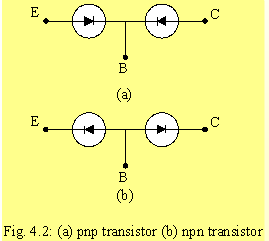 E C
B
(a)
E C
B
(b)
Fig. 4.2: (a) pnp transistor (b) npn transistor